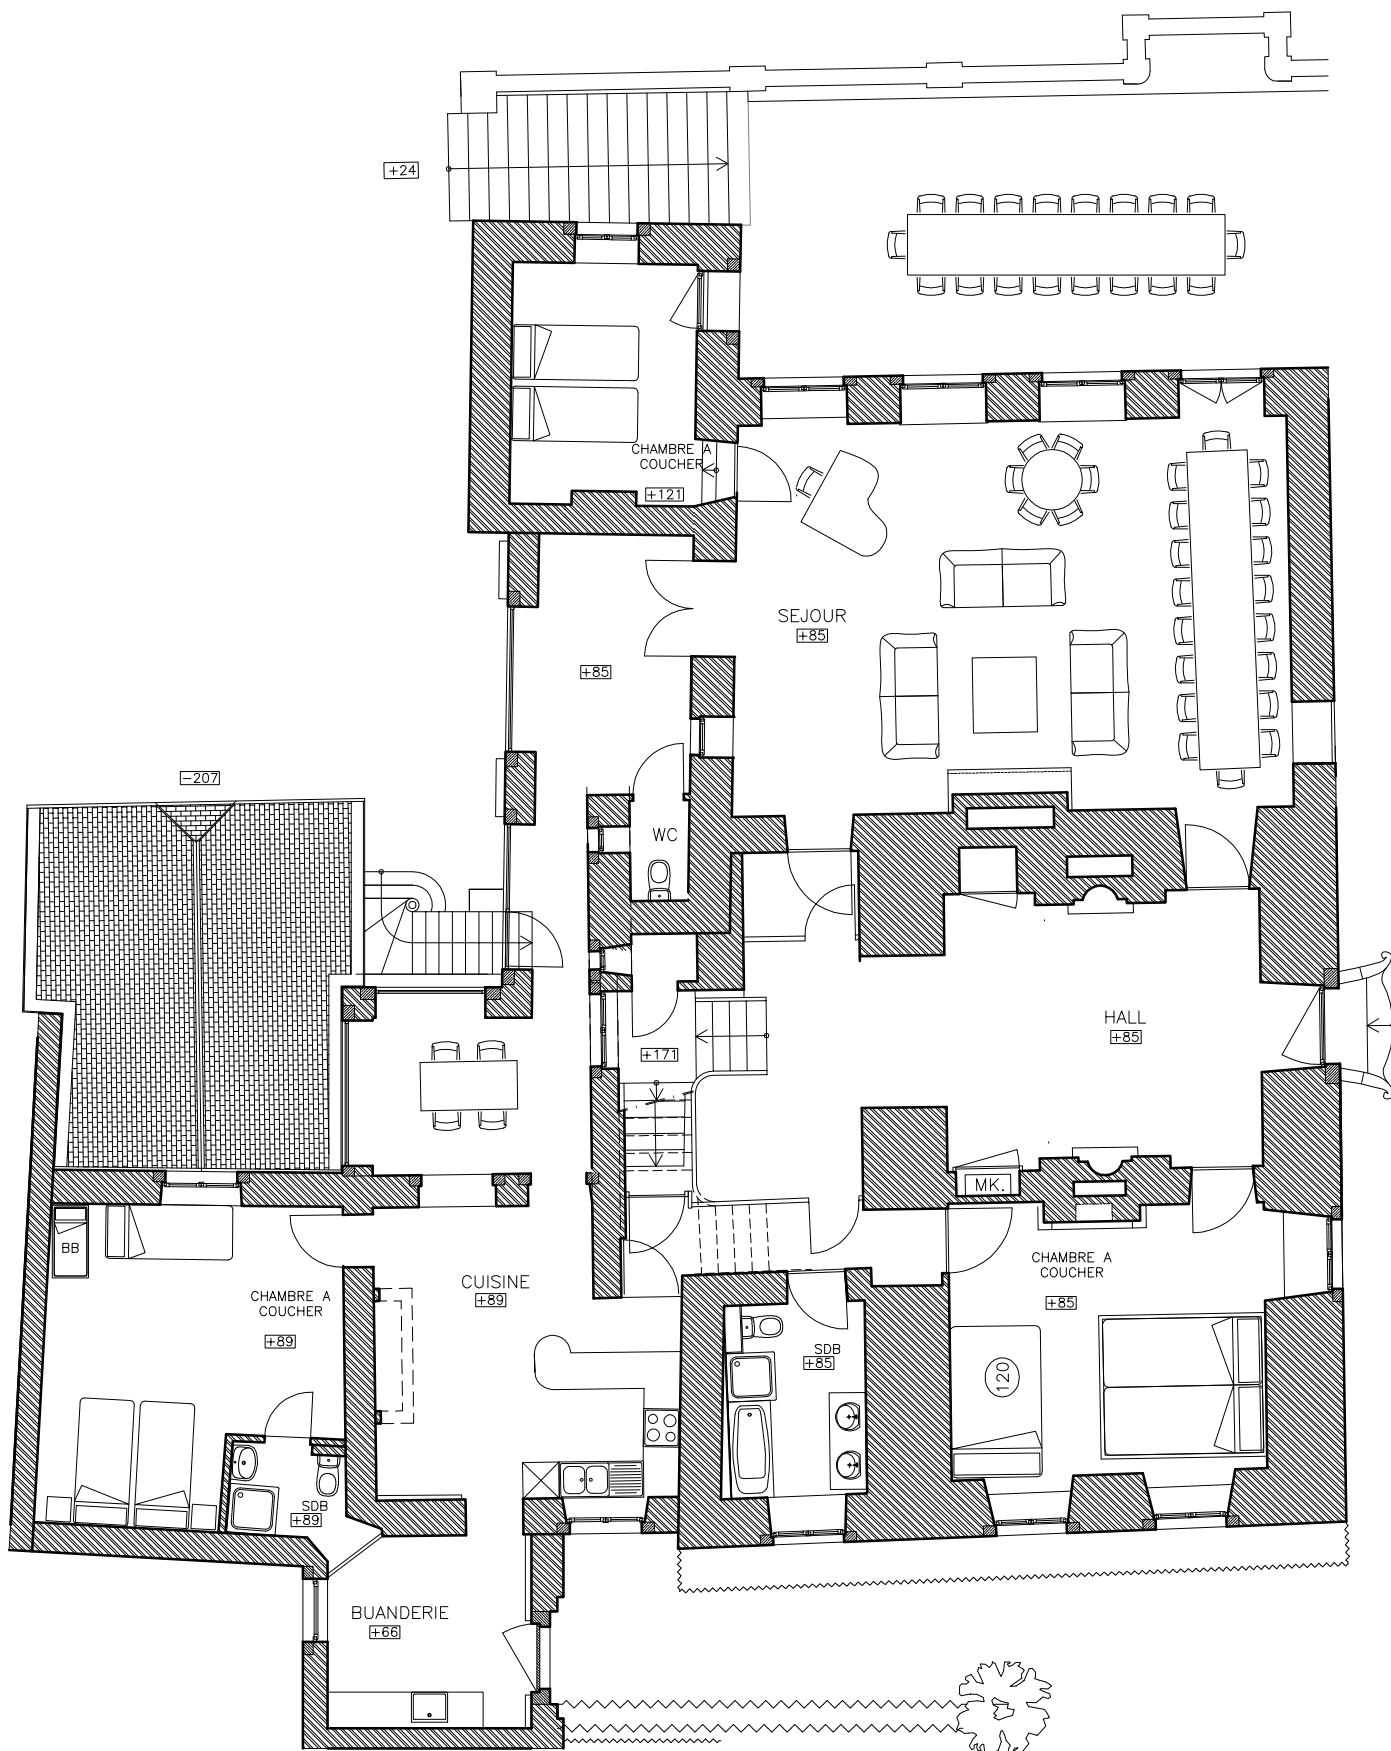 +24
CHAMBRE A
COUCHER
+121
SEJOUR
+85
+85
-207
WC
HALL
+85
+171
MK.
BB
CHAMBRE A
COUCHER
+89
CUISINE
+89
CHAMBRE A
COUCHER
+85
SDB
+85
120
SDB
+89
BUANDERIE
+66